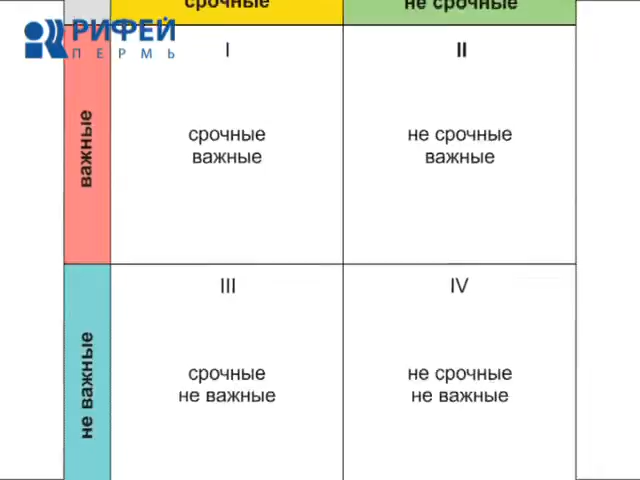 срочные
не срочные
РИФЕЙ
ПЕРМЬ
I
II
важные
срочные
важные
не срочные
важные
III
IV
не важные
срочные
не важные
не срочные
не важные